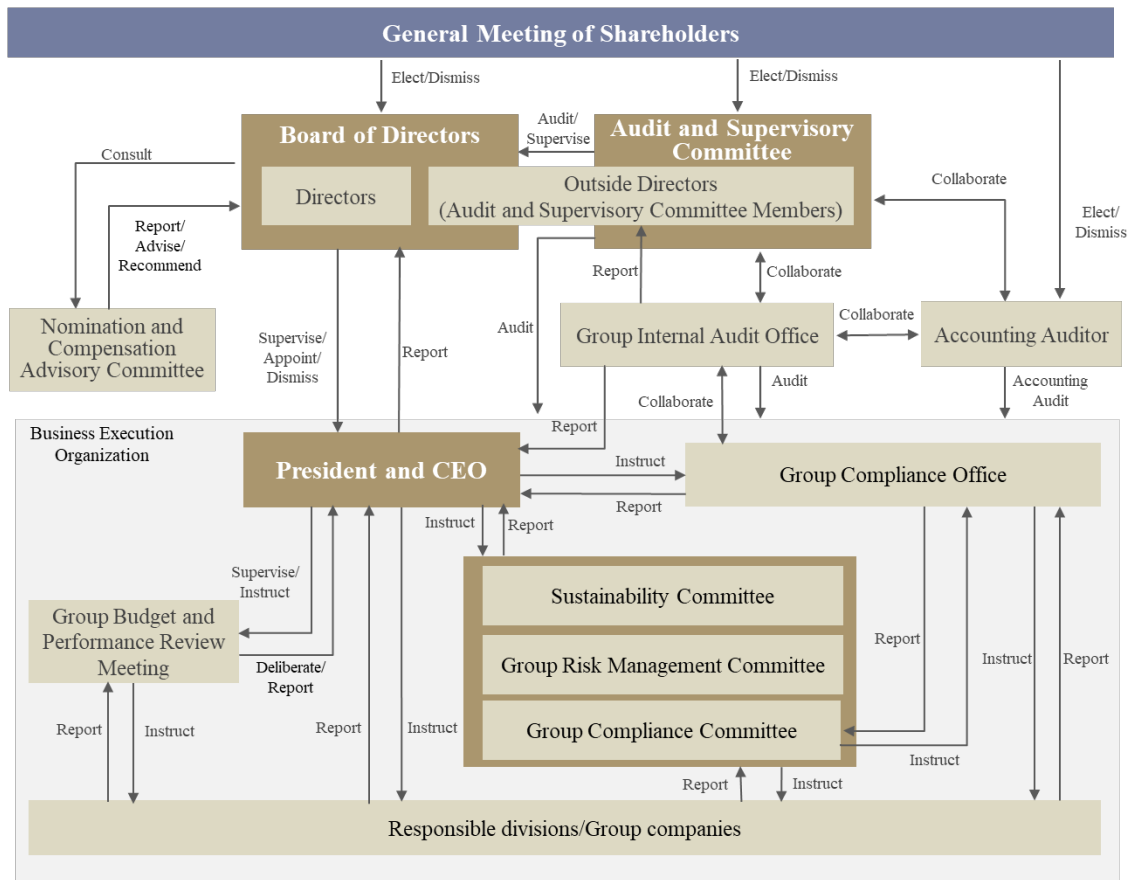 General Meeting of Shareholders
Elect/Dismiss
Elect/Dismiss
Elect/
Dismiss
Board of Directors
Audit/
Supervise
Audit and Supervisory
Committee
Directors
Outside Directors
(Audit and Supervisory Committee Members)
Consult
Report/
Advise/
Recommend
Collaborate
Report
Collaborate
Nomination and
Compensation
Advisory Committee
Supervise/
Appoint/
Dismiss
Report
Audit
Group Internal Audit Office
Collaborate
Accounting Auditor
Collaborate
Audit
Accounting
Audit
Business Execution
Organization
Report
President and CEO
Instruct
Report
Group Compliance Office
Instruct
Report
Supervise/
Instruct
Group Budget and
Performance Review
Meeting
Deliberate/
Report
Sustainability Committee
Group Risk Management Committee
Group Compliance Committee
Report
Instruct
Instruct
Report
Report
Instruct
Report
Instruct
Report
Instruct
Responsible divisions/Group companies